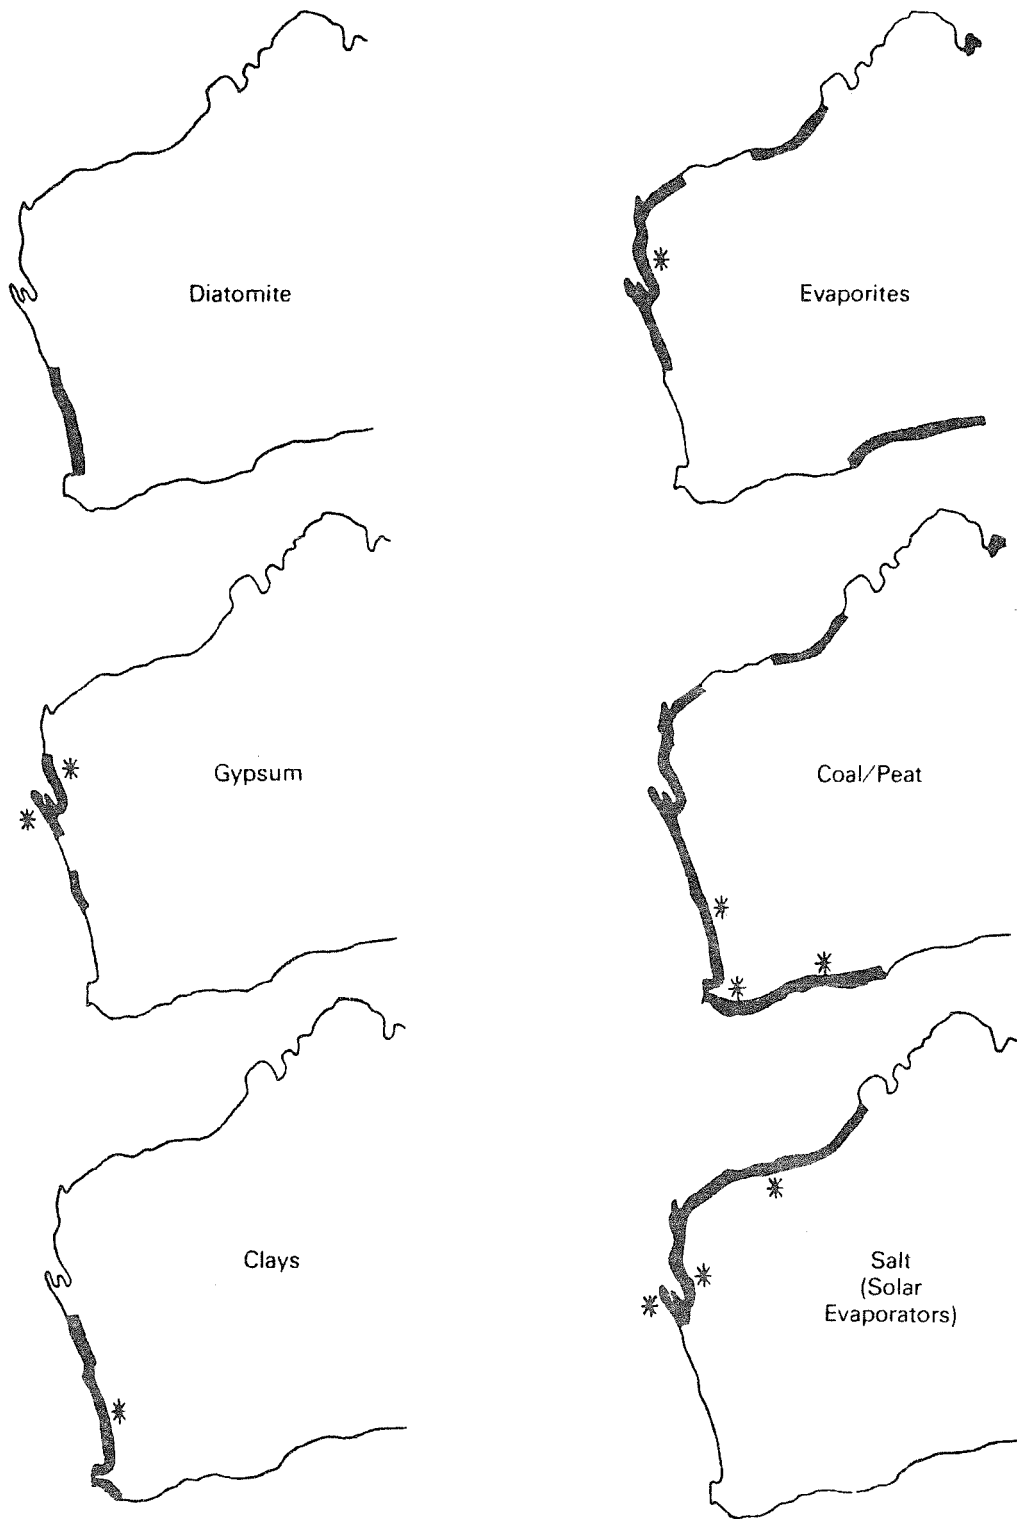 Diatomite
Evaporites
Gypsum
Coal/Peat
Clays
Salt
(Solar
Evaporators)